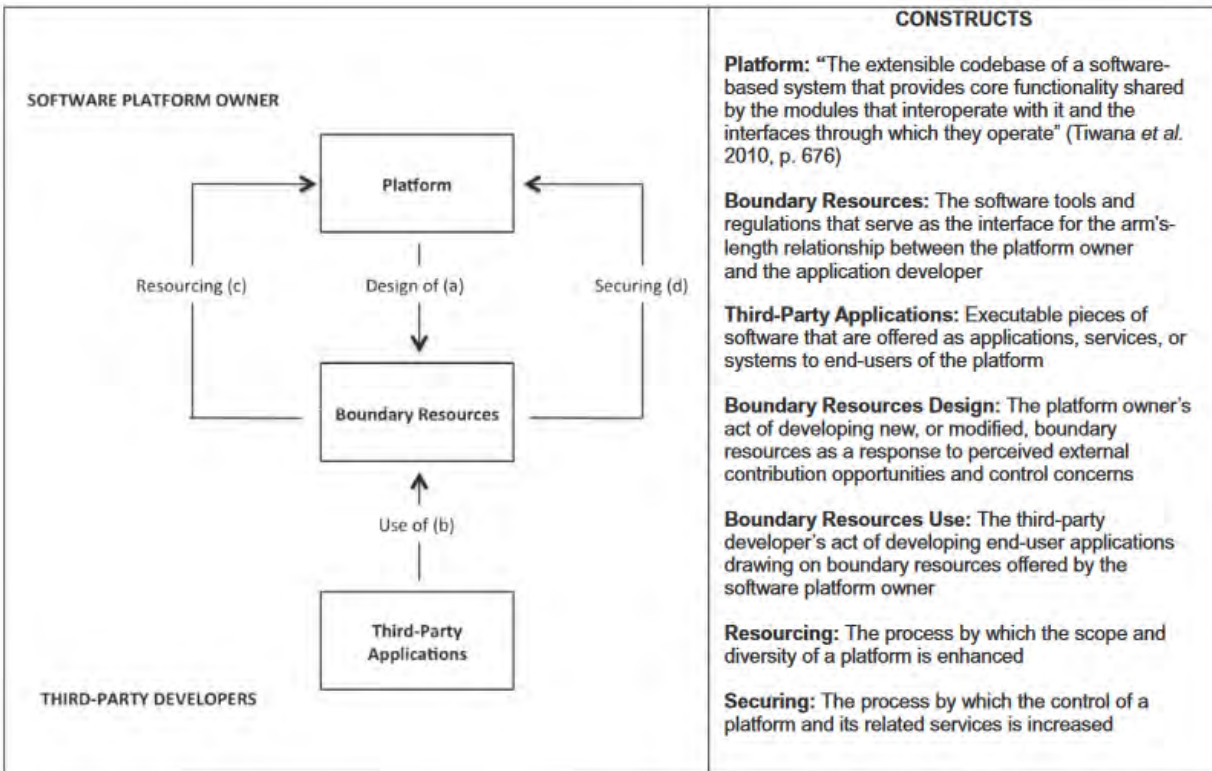 SOFTWARE PLATFORM OWNER
Platform
Resourcing (c)
Design of (a)
Securing (d)
Boundary Resources
Use of (b)
Third-Party
Applications
THIRD-PARTY DEVELOPERS
CONSTRUCTS
Platform: “The extensible codebase of a software-
based system that provides core functionality shared
by the modules that interoperate with it and the
interfaces through which they operate” (Tiwana et al.
2010, p. 676)
Boundary Resources: The software tools and
regulations that serve as the interface for the arm's-
length relationship between the platform owner
and the application developer
Third-Party Applications: Executable pieces of
software that are offered as applications, services, or
systems to end-users of the platform
Boundary Resources Design: The platform owner's
act of developing new, or modified, boundary
resources as a response to perceived external
contribution opportunities and control concerns
Boundary Resources Use: The third-party
developer's act of developing end-user applications
drawing on boundary resources offered by the
software platform owner
Resourcing: The process by which the scope and
diversity of a platform is enhanced
Securing: The process by which the control of a
platform and its related services is increased